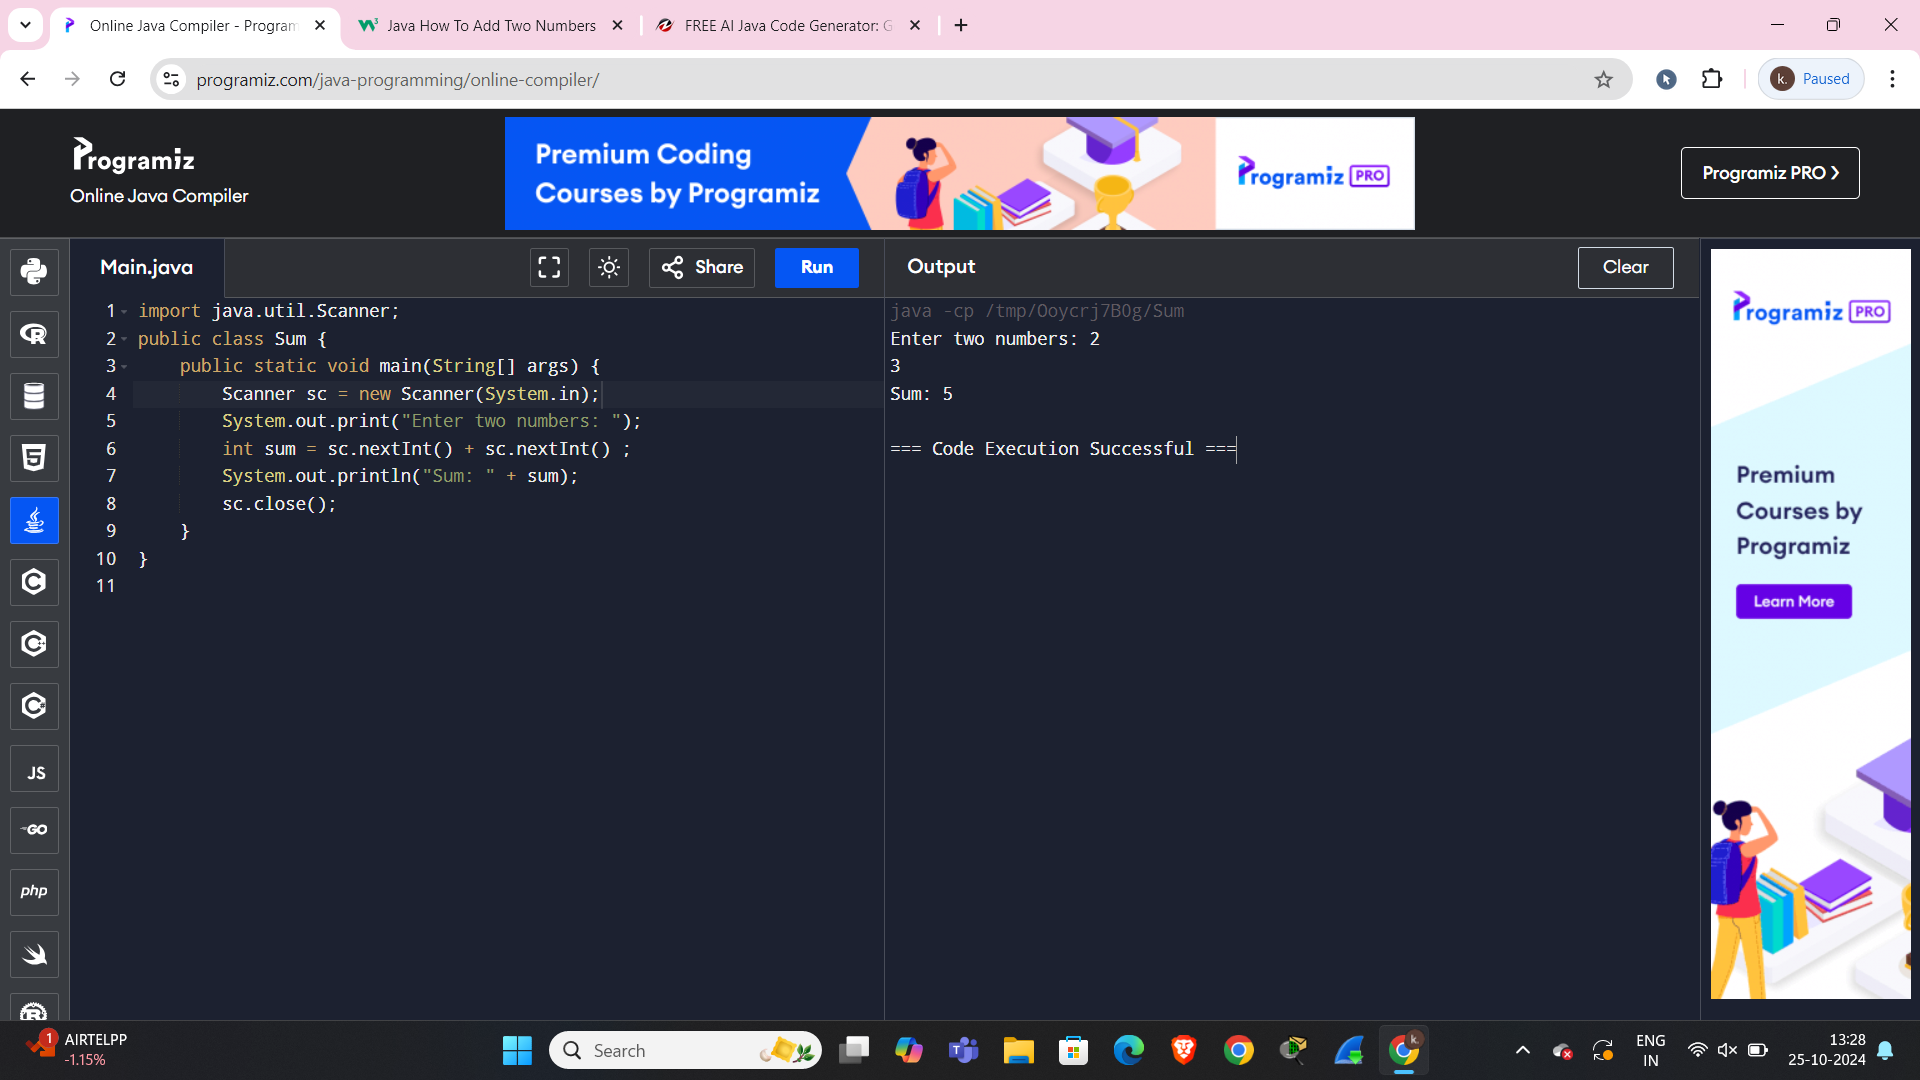 Online Java Compiler - Program
Java How To Add Two Numbers
FREE AI Java Code Generator: G
programiz.com/java-programming/online-compiler/
k.
Paused
Programiz
Online Java Compiler
Premium Coding
Courses by Programiz
Programiz PRO
Programiz PRO ❯
Main.java
Share
Run
Output
Clear
1 import java.util.Scanner;
2 public class Sum {
3     public static void main(String[] args) {
4         Scanner sc = new Scanner(System.in);
5         System.out.print("Enter two numbers: ");
6         int sum = sc.nextInt() + sc.nextInt() ;
7         System.out.println("Sum: " + sum);
8         sc.close();
9     }
10 }
11
java -cp /tmp/Ooycrj7B0g/Sum
Enter two numbers: 2
3
Sum: 5
=== Code Execution Successful ===
Programiz PRO
Premium
Courses by
Programiz
Learn More
R
5
C
C
C
JS
GO
php
R
1
AIRTELPP
-1.15%
Search
k.
ENG
IN
13:28
25-10-2024